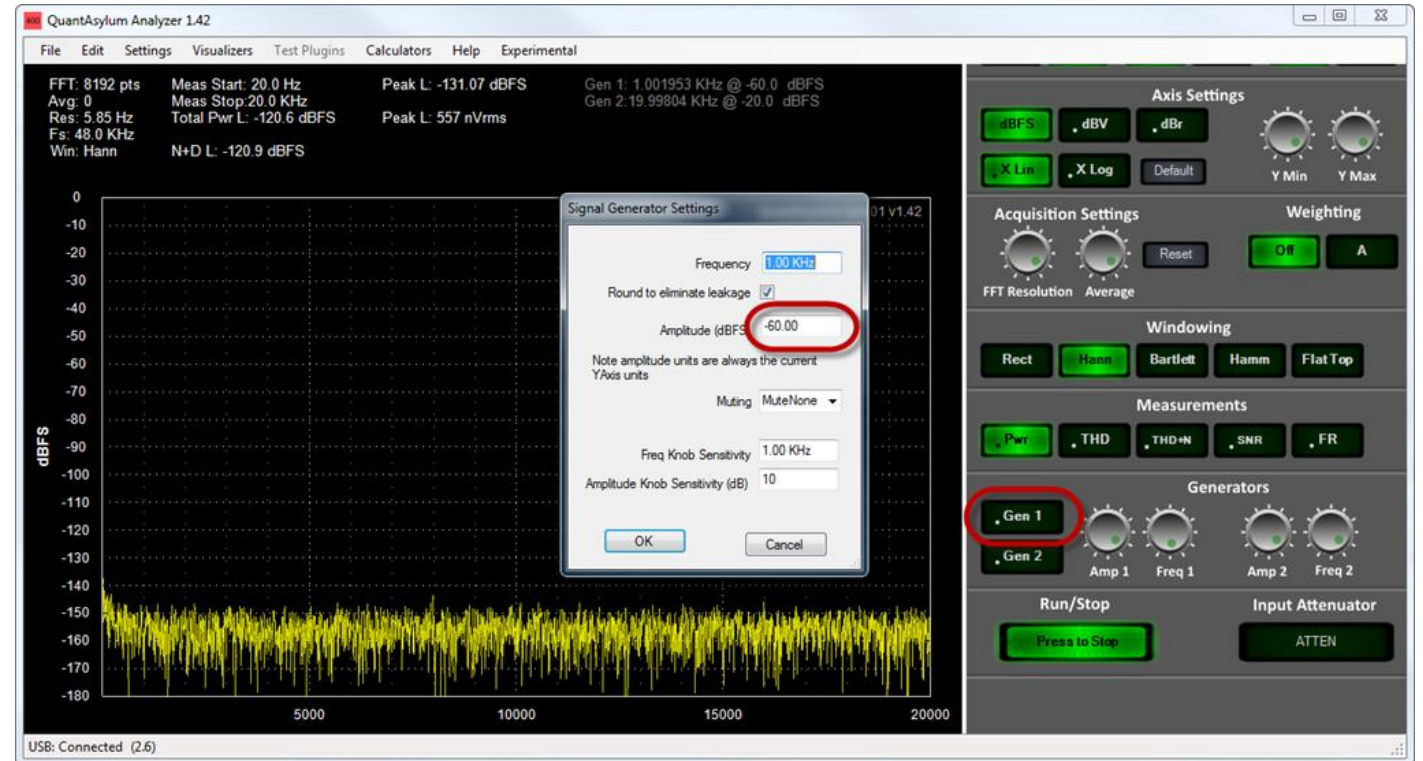 400 QuantAsylum Analyzer 1.42
File Edit Settings Visualizers Test Plugins Calculators Help Experimental
FFT: 8192 pts Meas Start: 20.0 Hz Peak L: -131.07 dBFS Gen 1: 1.001953 KHz @ -60.0 dBFS
Avg: 0 Meas Stop:20.0 KHz Gen 2:19.99804 KHz @ -20.0 dBFS
Res: 5.85 Hz Total Pwr L: -120.6 dBFS Peak L: 557 nVrms
Fs: 48.0 KHz
Win: Hann N+D L: -120.9 dBFS
01 v1.42
0
-10
-20
-30
-40
-50
-60
-70
-80
-90
-100
-110
-120
-130
-140
-150
-160
-170
-180
dBFS
5000 10000 15000 20000
Signal Generator Settings
Frequency 1.00 KHz
Round to eliminate leakage
Amplitude (dBFS) -60.00
Note amplitude units are always the current
YAxis units
Muting MuteNone
Freq Knob Sensitivity 1.00 KHz
Amplitude Knob Sensitivity (dB) 10
OK Cancel
Axis Settings
dBFS dBV dBr
X Lin X Log Default Y Min Y Max
Acquisition Settings Weighting
Reset Off A
FFT Resolution Average
Windowing
Rect Hann Bartlett Hamm Flat Top
Measurements
Pwr THD THD+N SNR FR
Generators
Gen 1
Gen 2
Amp 1 Freq 1 Amp 2 Freq 2
Run/Stop Input Attenuator
Press to Stop ATTEN
USB: Connected (2.6)